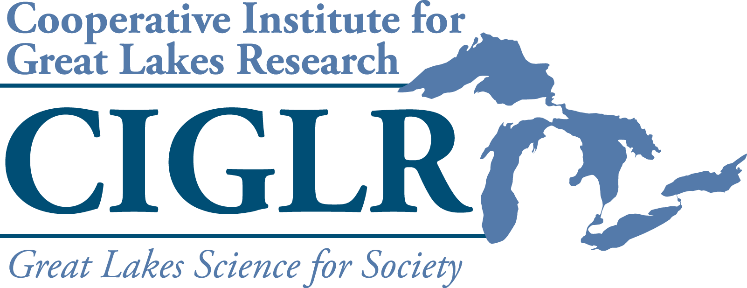 Cooperative Institute for
Great Lakes Research
CIGLR
Great Lakes Science for Society